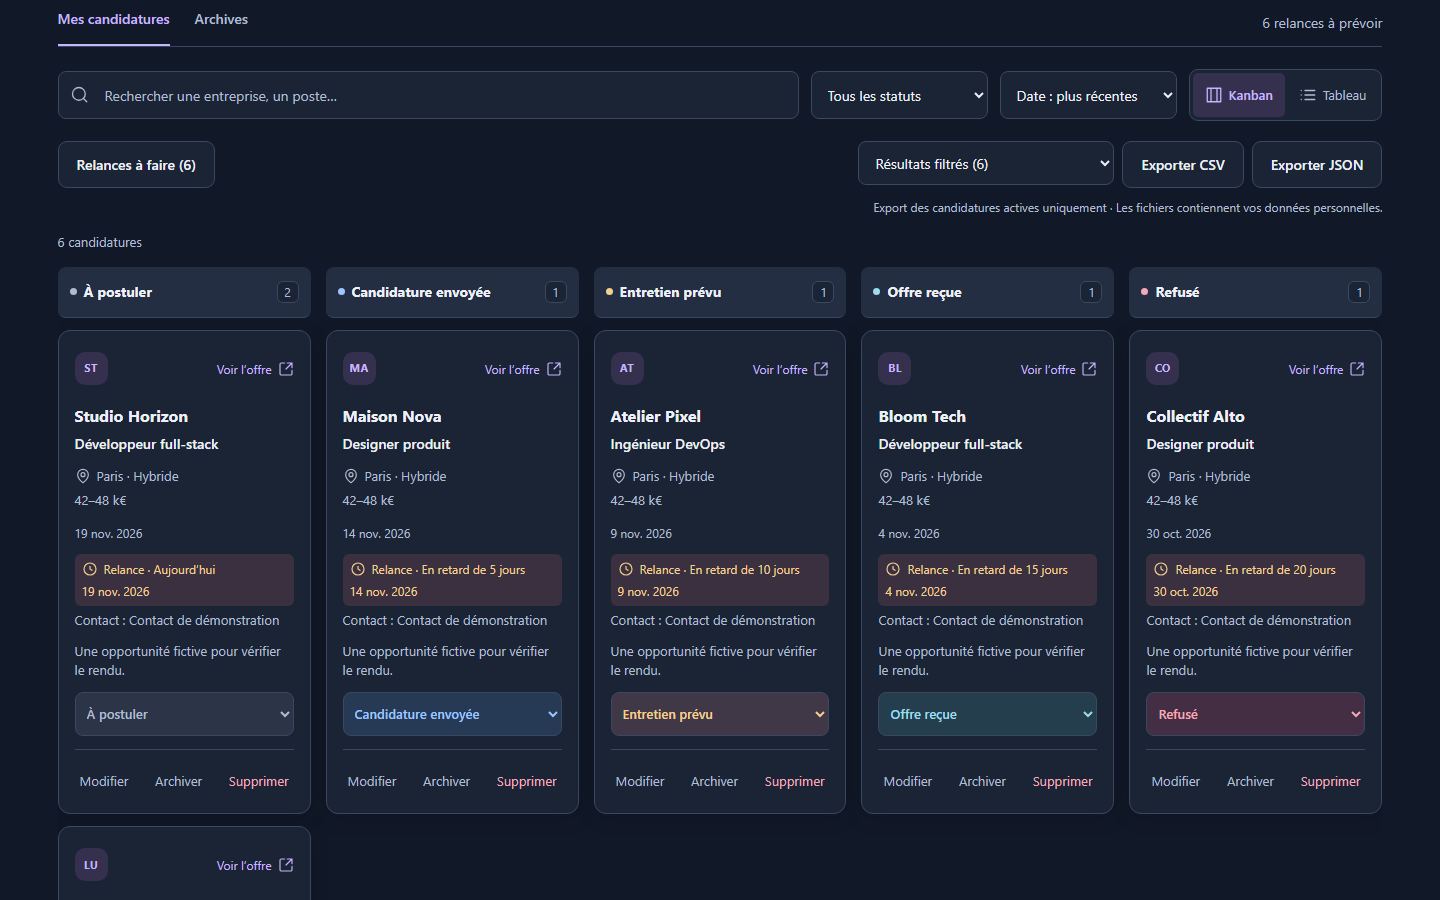 Mes candidatures
Archives
6 relances à prévoir
Rechercher une entreprise, un poste...
Tous les statuts
Date : plus récentes
Kanban
Tableau
Relances à faire (6)
Résultats filtrés (6)
Exporter CSV
Exporter JSON
Export des candidatures actives uniquement · Les fichiers contiennent vos données personnelles.
6 candidatures
À postuler
2
Candidature envoyée
1
Entretien prévu
1
Offre reçue
1
Refusé
1
ST
Voir l'offre
Studio Horizon
Développeur full-stack
Paris · Hybride
42–48 k€
19 nov. 2026
Relance · Aujourd'hui
19 nov. 2026
Contact : Contact de démonstration
Une opportunité fictive pour vérifier
le rendu.
À postuler
Modifier
Archiver
Supprimer
MA
Voir l'offre
Maison Nova
Designer produit
Paris · Hybride
42–48 k€
14 nov. 2026
Relance · En retard de 5 jours
14 nov. 2026
Contact : Contact de démonstration
Une opportunité fictive pour vérifier
le rendu.
Candidature envoyée
Modifier
Archiver
Supprimer
AT
Voir l'offre
Atelier Pixel
Ingénieur DevOps
Paris · Hybride
42–48 k€
9 nov. 2026
Relance · En retard de 10 jours
9 nov. 2026
Contact : Contact de démonstration
Une opportunité fictive pour vérifier
le rendu.
Entretien prévu
Modifier
Archiver
Supprimer
BL
Voir l'offre
Bloom Tech
Développeur full-stack
Paris · Hybride
42–48 k€
4 nov. 2026
Relance · En retard de 15 jours
4 nov. 2026
Contact : Contact de démonstration
Une opportunité fictive pour vérifier
le rendu.
Offre reçue
Modifier
Archiver
Supprimer
CO
Voir l'offre
Collectif Alto
Designer produit
Paris · Hybride
42–48 k€
30 oct. 2026
Relance · En retard de 20 jours
30 oct. 2026
Contact : Contact de démonstration
Une opportunité fictive pour vérifier
le rendu.
Refusé
Modifier
Archiver
Supprimer
LU
Voir l'offre